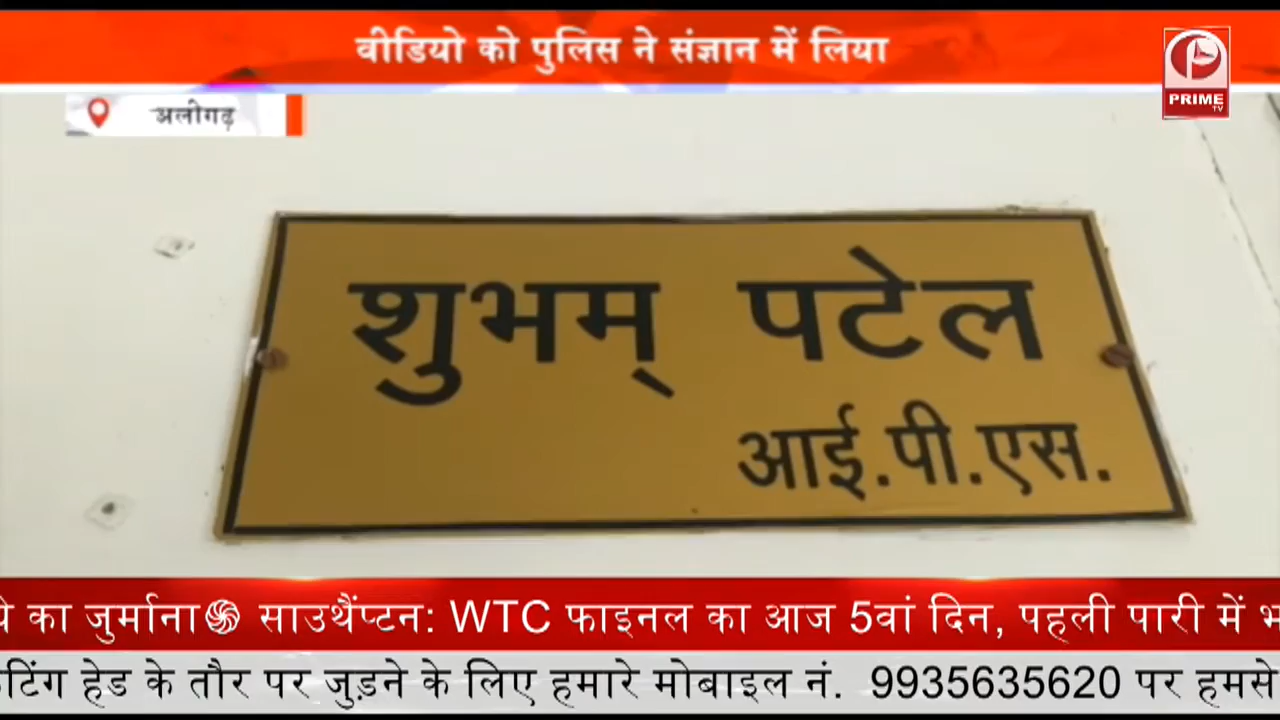 वीडियो को पुलिस ने संज्ञान में लिया
PRIME
TV
अलीगढ़
शुभम् पटेल
आई.पी.एस.
का जुर्माना साउथैंप्टन: WTC फाइनल का आज 5वां दिन, पहली पारी में
हेड के तौर पर जुड़ने के लिए हमारे मोबाइल नं. 9935635620 पर हमसे